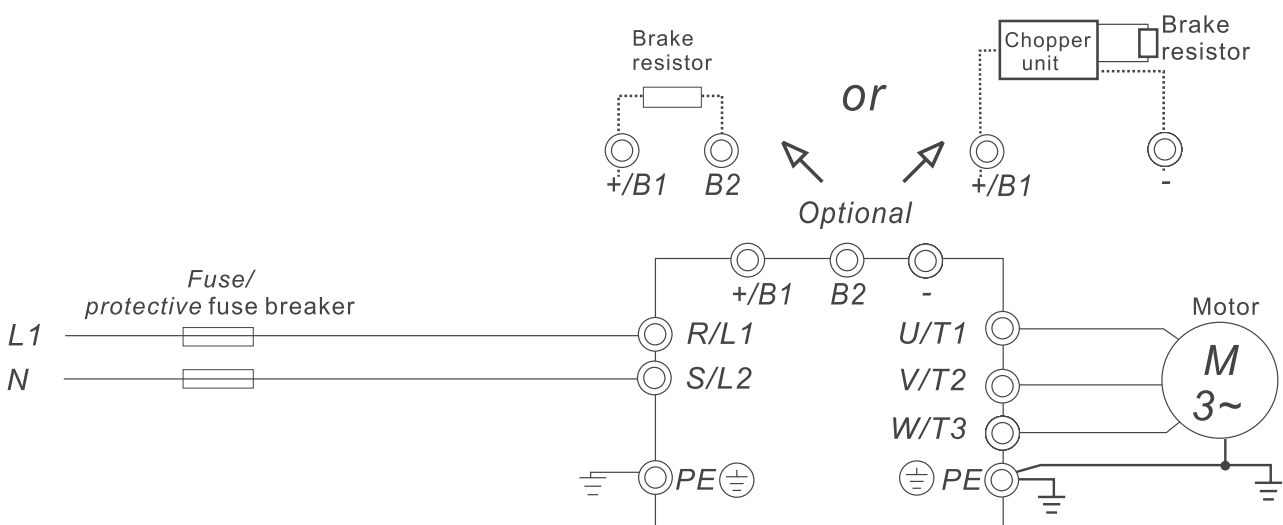 Brake
resistor
+/B1
B2
or
Chopper
unit
Brake
resistor
+/B1
-
Optional
+/B1
B2
-
Fuse/
protective fuse breaker
L1
N
R/L1
S/L2
PE
U/T1
V/T2
W/T3
PE
Motor
M
3~